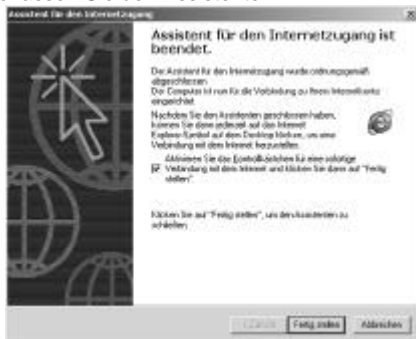 Assistent für den Internetzugang
Assistent für den Internetzugang ist
beendet.
Der Assistent für den Internetzugang wurde ordnungsgemäß
abgeschlossen.
Der Computer ist nun für die Verbindung zu Ihrem Internetkonto
eingerichtet.
Nachdem Sie den Assistenten geschlossen haben,
können Sie dann jederzeit auf das Internet
Explorer-Symbol auf dem Desktop klicken, um eine
Verbindung mit dem Internet herzustellen.
Aktivieren Sie das Kontrollkästchen für eine sofortige
Verbindung mit dem Internet und klicken Sie dann auf "Fertig
stellen".
Klicken Sie auf "Fertig stellen", um den Assistenten zu
schließen.
< Zurück
Fertig stellen
Abbrechen